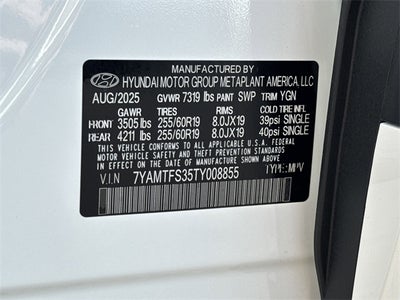 MANUFACTURED BY
HYUNDAI MOTOR GROUP METAPLANT AMERICA, LLC
AUG/2025 GVWR 7319 lbs PAINT SWP TRIM YGN
GAWR TIRES RIMS COLD TIRE INFL.
FRONT 3505 lbs 255/60R19 8.0JX19 39psi SINGLE
REAR 4211 lbs 255/60R19 8.0JX19 40psi SINGLE
THIS VEHICLE CONFORMS TO ALL APPLICABLE U.S.A. FEDERAL
MOTOR VEHICLE SAFETY, BUMPER, AND THEFT PREVENTION STANDARDS
IN EFFECT ON THE DATE OF MANUFACTURE SHOWN ABOVE.
V.I.N 7YAMTFS35TY008855 TYPE:MPV